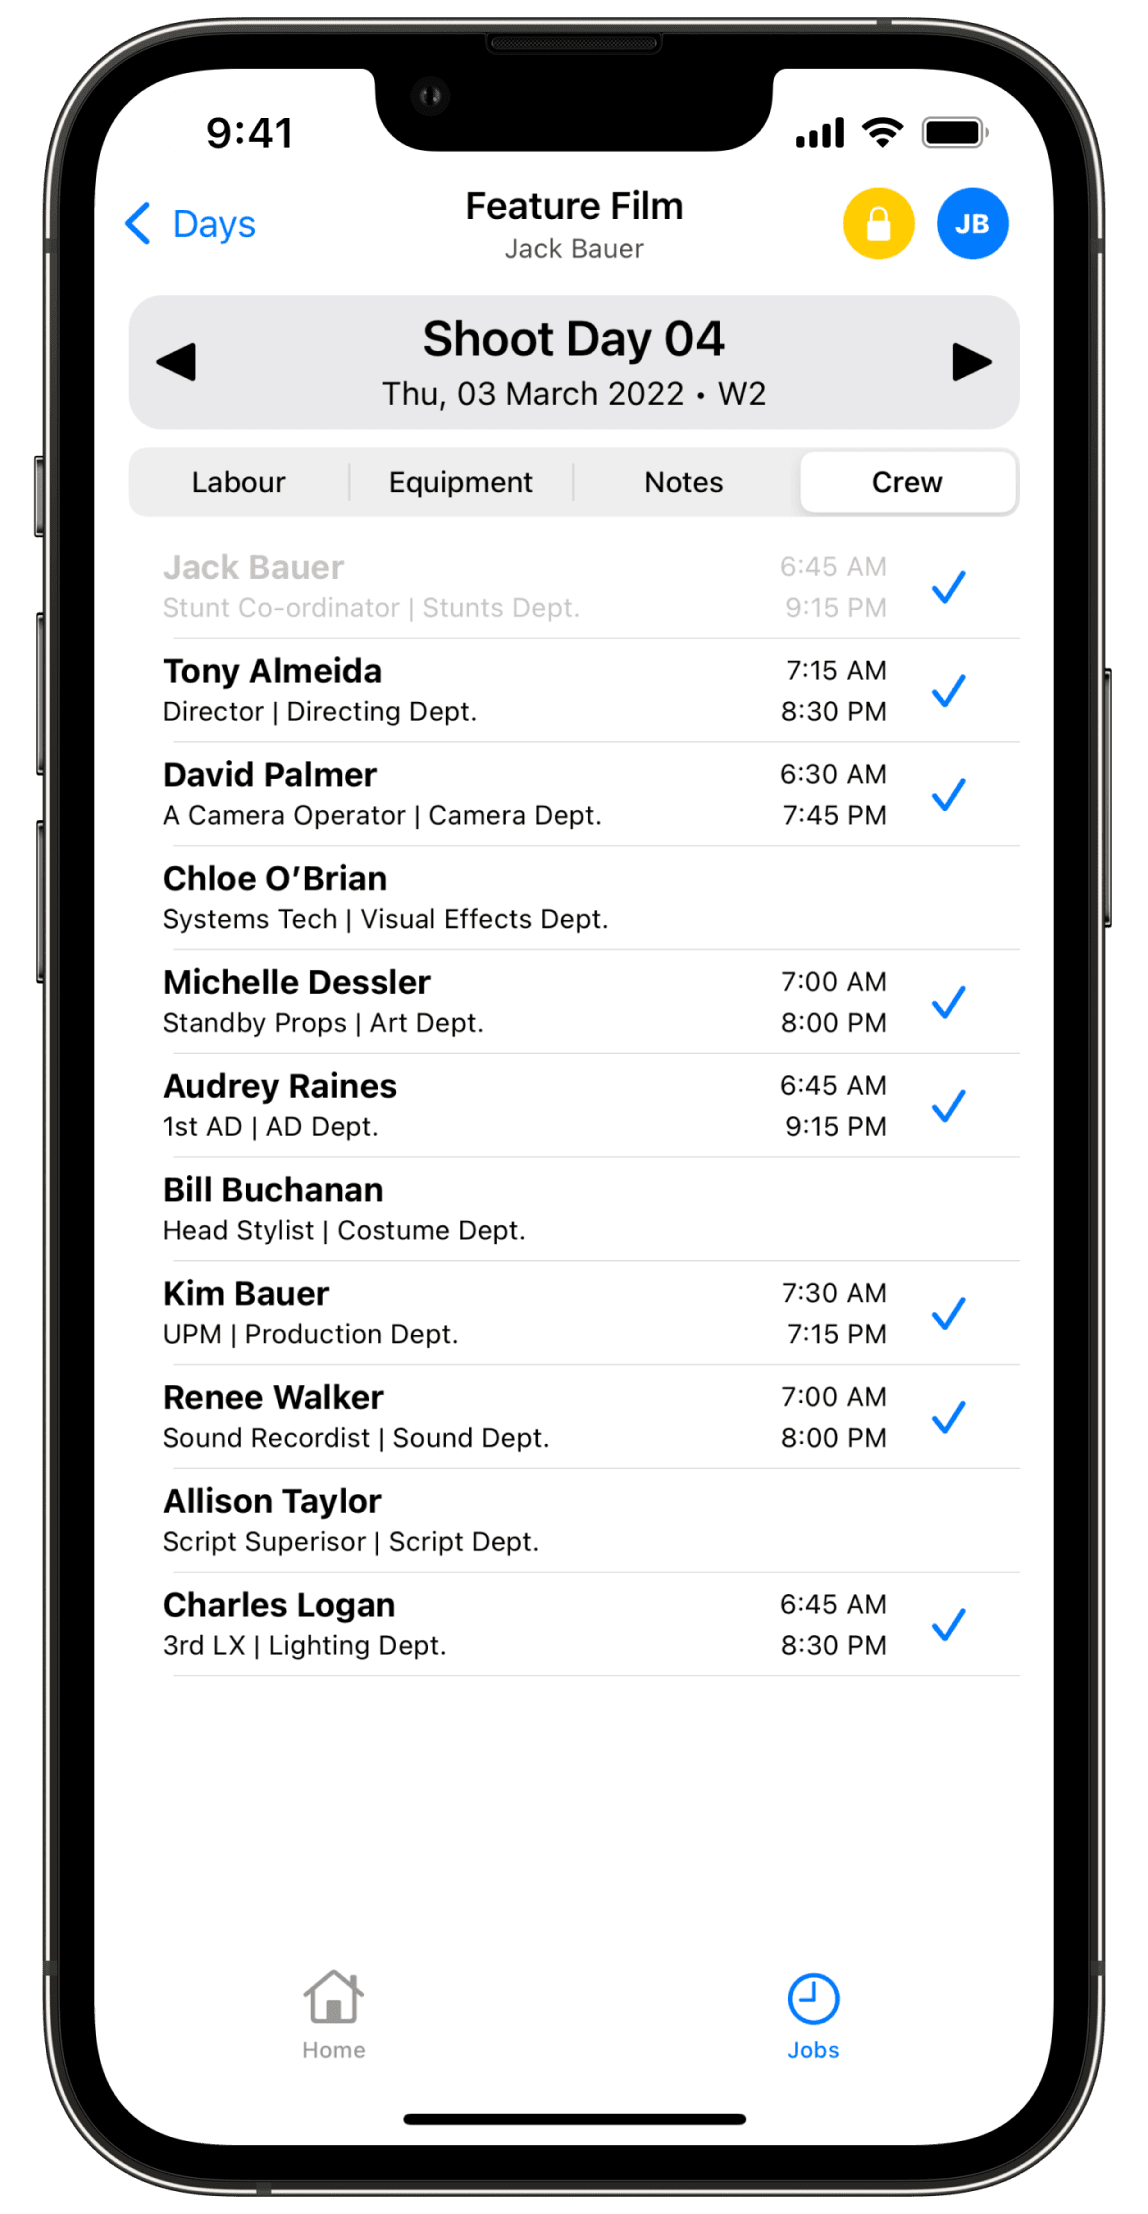 9:41
Days
Feature Film
Jack Bauer
JB
Shoot Day 04
Thu, 03 March 2022 • W2
Labour Equipment Notes Crew
Jack Bauer 6:45 AM
Stunt Co-ordinator | Stunts Dept. 9:15 PM
Tony Almeida 7:15 AM
Director | Directing Dept. 8:30 PM
David Palmer 6:30 AM
A Camera Operator | Camera Dept. 7:45 PM
Chloe O’Brian
Systems Tech | Visual Effects Dept.
Michelle Dessler 7:00 AM
Standby Props | Art Dept. 8:00 PM
Audrey Raines 6:45 AM
1st AD | AD Dept. 9:15 PM
Bill Buchanan
Head Stylist | Costume Dept.
Kim Bauer 7:30 AM
UPM | Production Dept. 7:15 PM
Renee Walker 7:00 AM
Sound Recordist | Sound Dept. 8:00 PM
Allison Taylor
Script Superisor | Script Dept.
Charles Logan 6:45 AM
3rd LX | Lighting Dept. 8:30 PM
Home Jobs